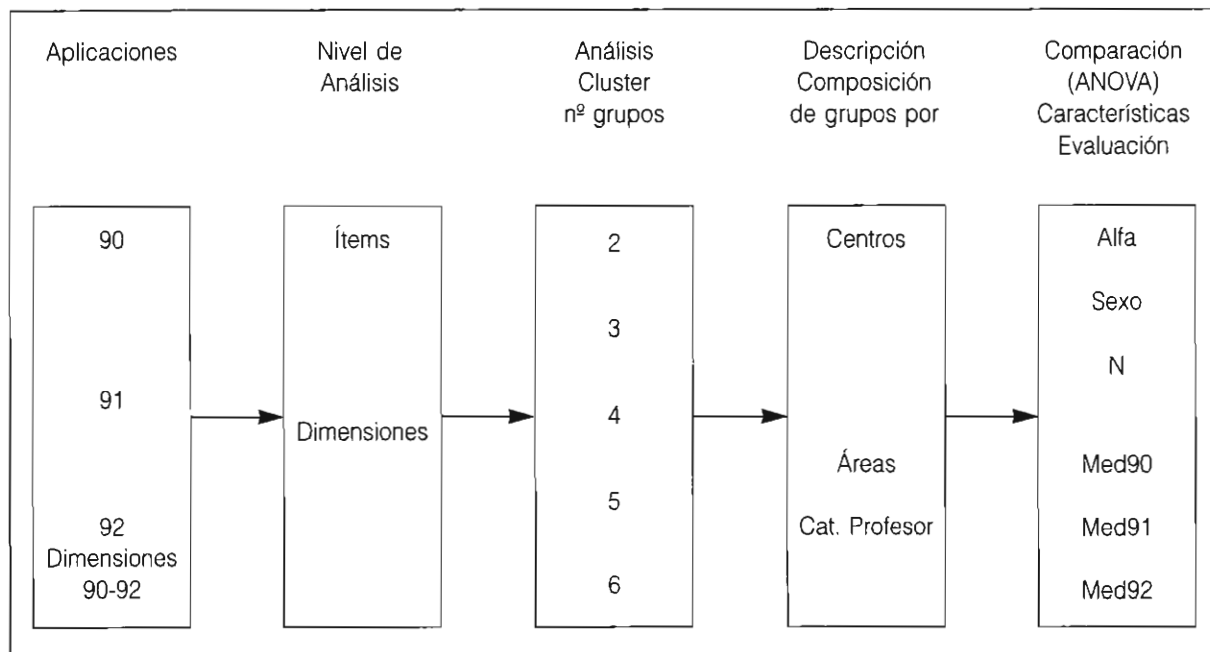 Aplicaciones
Nivel de
Análisis
Análisis
Cluster
nº grupos
Descripción
Composición
de grupos por
Comparación
(ANOVA)
Características
Evaluación
90
91
92
Dimensiones
90-92
Ítems
Dimensiones
2
3
4
5
6
Centros
Áreas
Cat. Profesor
Alfa
Sexo
N
Med90
Med91
Med92